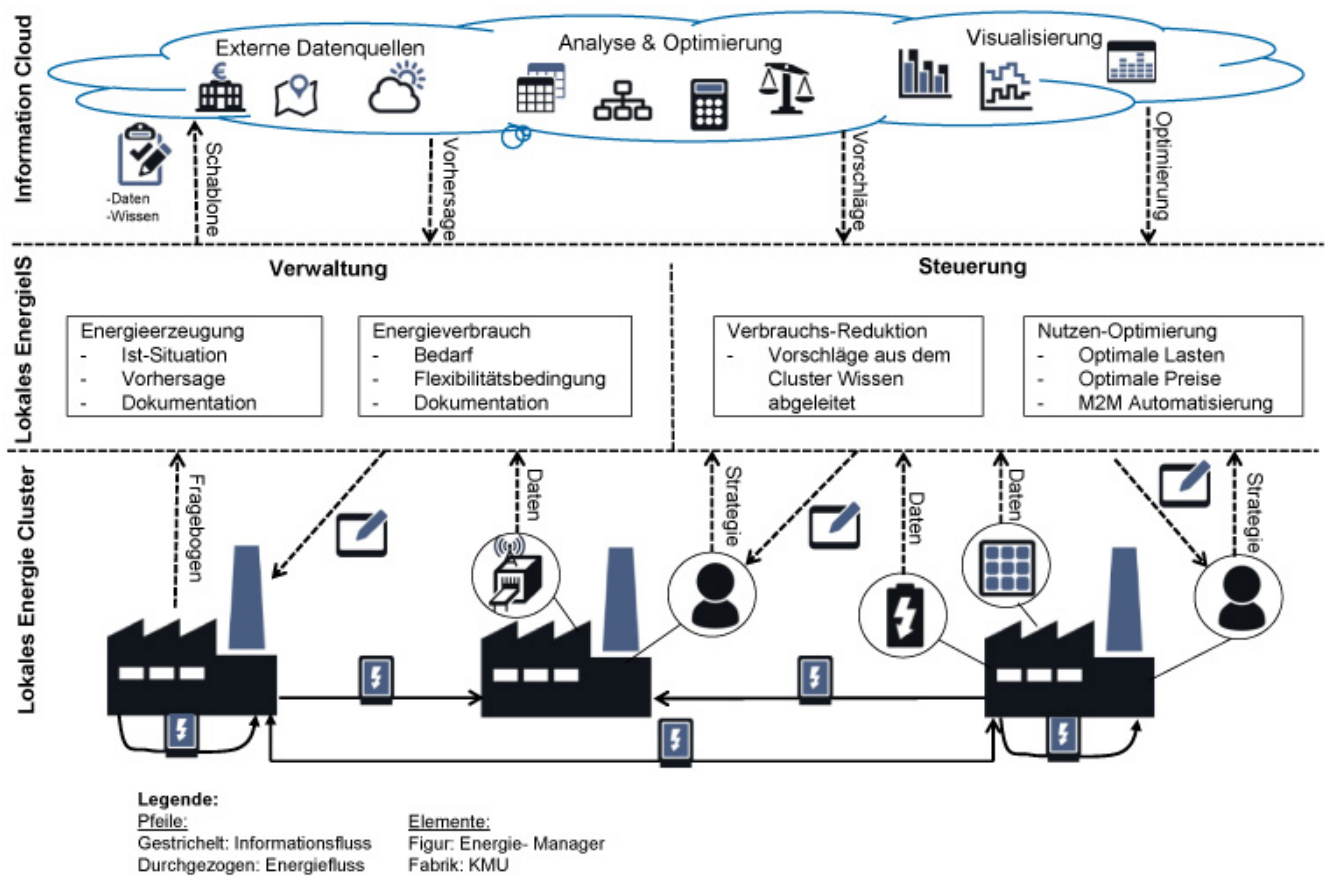 Information Cloud
Externe Datenquellen
Analyse & Optimierung
Visualisierung
€
-Daten
-Wissen
Schablone
Vorhersage
Vorschläge
Optimierung
Lokales EnergieIS
Verwaltung
Steuerung
Energieerzeugung
- Ist-Situation
- Vorhersage
- Dokumentation
Energieverbrauch
- Bedarf
- Flexibilitätsbedingung
- Dokumentation
Verbrauchs-Reduktion
- Vorschläge aus dem
Cluster Wissen
abgeleitet
Nutzen-Optimierung
- Optimale Lasten
- Optimale Preise
- M2M Automatisierung
Lokales Energie Cluster
Fragebogen
Daten
Strategie
Daten
Daten
Strategie
Legende:
Pfeile:
Gestrichelt: Informationsfluss
Durchgezogen: Energiefluss
Elemente:
Figur: Energie- Manager
Fabrik: KMU